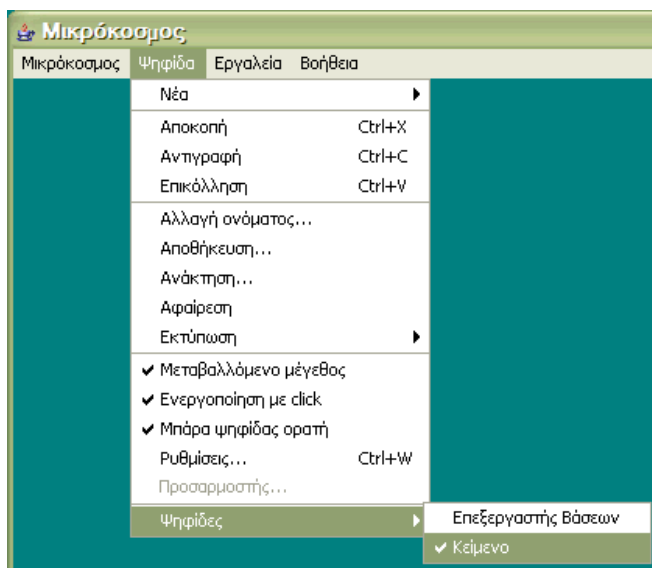 Μικρόκοσμος
Μικρόκοσμος Ψηφίδα Εργαλεία Βοήθεια
Νέα
Αποκοπή Ctrl+X
Αντιγραφή Ctrl+C
Επικόλληση Ctrl+V
Αλλαγή ονόματος...
Αποθήκευση...
Ανάκτηση...
Αφαίρεση
Εκτύπωση
Μεταβαλλόμενο μέγεθος
Ενεργοποίηση με click
Μπάρα ψηφίδας ορατή
Ρυθμίσεις... Ctrl+W
Προσαρμοστής...
Ψηφίδες
Επεξεργαστής Βάσεων
Κείμενο